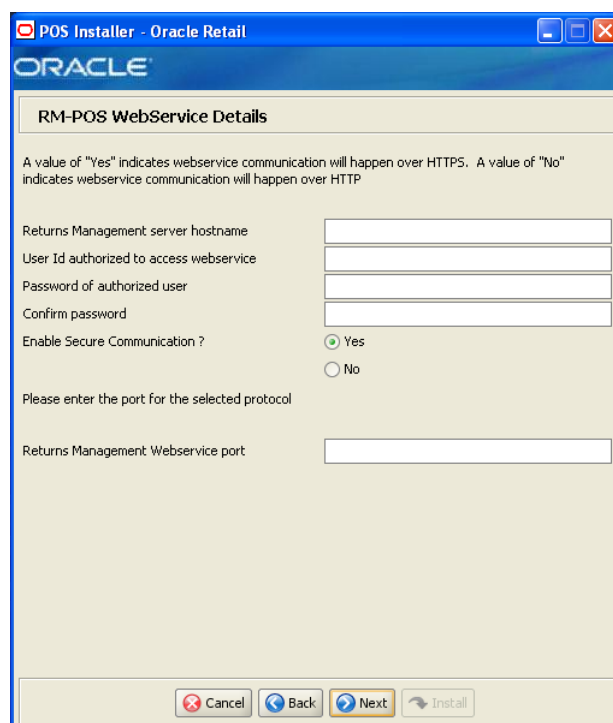 POS Installer - Oracle Retail
ORACLE
RM-POS WebService Details
A value of "Yes" indicates webservice communication will happen over HTTPS. A value of "No"
indicates webservice communication will happen over HTTP
Returns Management server hostname
User Id authorized to access webservice
Password of authorized user
Confirm password
Enable Secure Communication ?
Yes
No
Please enter the port for the selected protocol
Returns Management Webservice port
Cancel Back Next Install